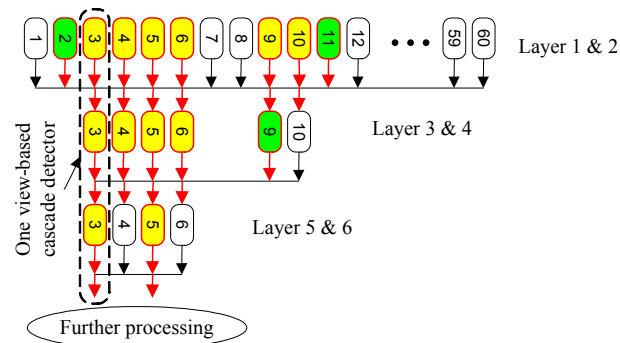 1 2 3 4 5 6 7 8 9 10 11 12 ••• 59 60
Layer 1 & 2
3 4 5 6 9 10
Layer 3 & 4
3 4 5 6
Layer 5 & 6
One view-based
cascade detector
Further processing